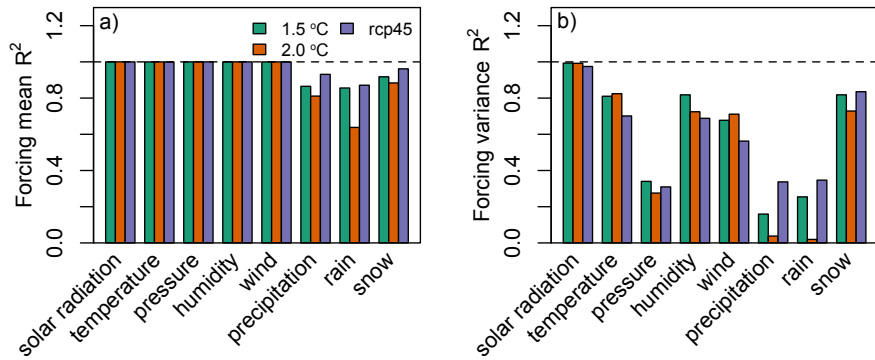 a)
1.5 °C
2.0 °C
rcp45
Forcing mean R²
0.0
0.4
0.8
1.2
solar radiation
temperature
pressure
humidity
wind
precipitation
rain
snow
b)
Forcing variance R²
0.0
0.4
0.8
1.2
solar radiation
temperature
pressure
humidity
wind
precipitation
rain
snow